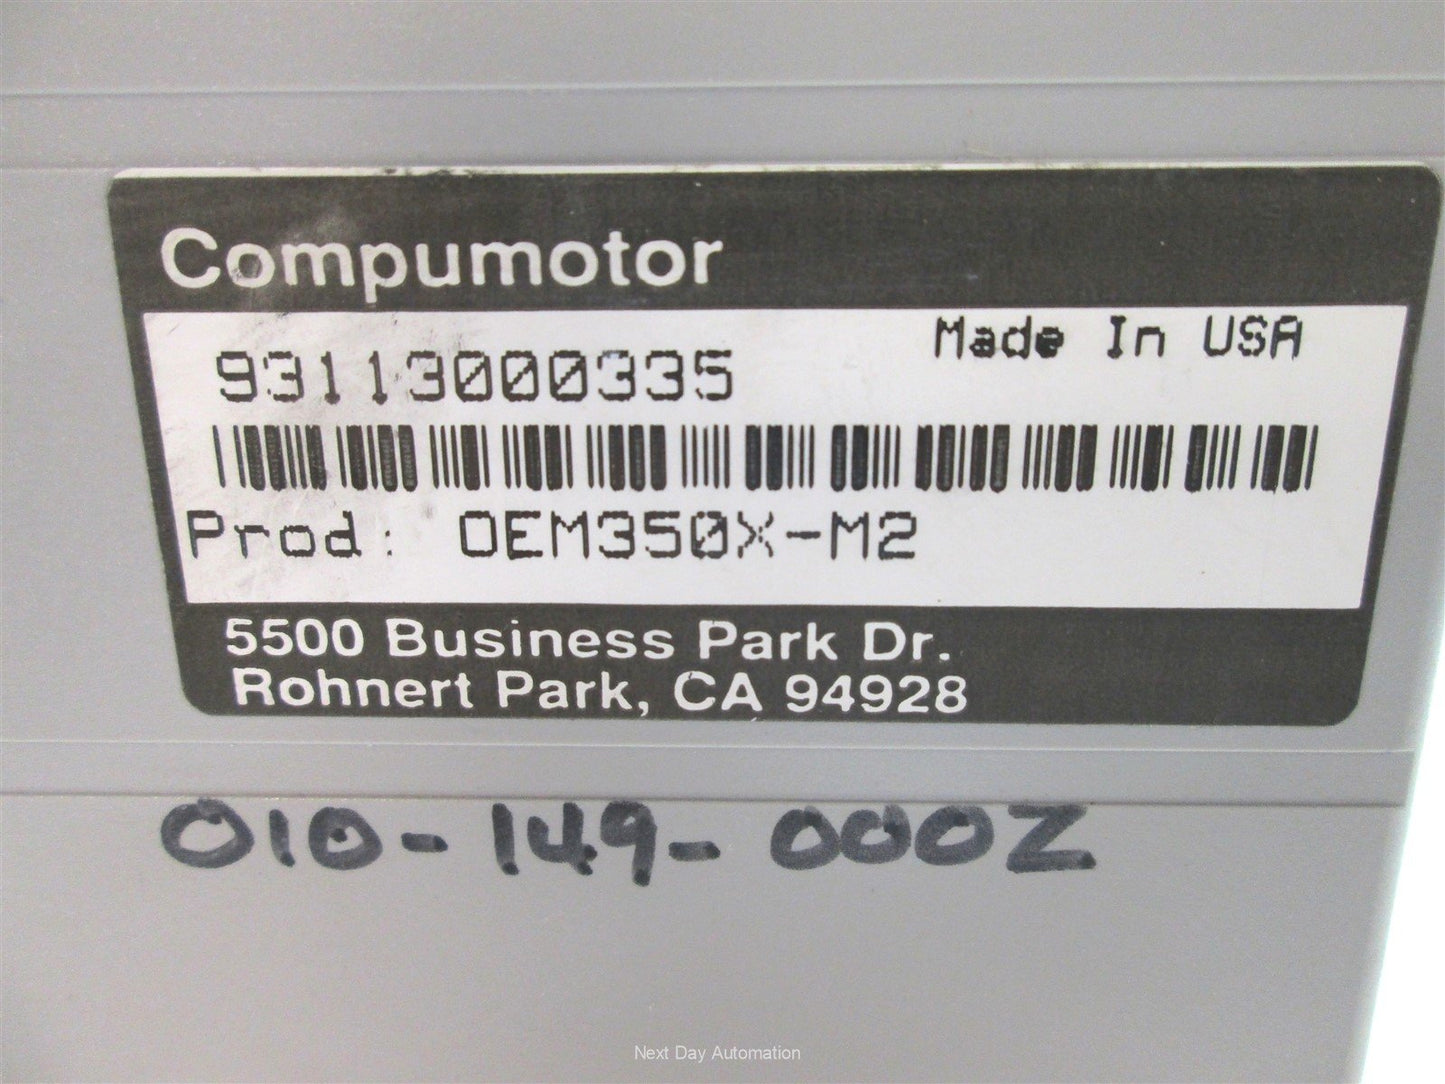 Compumotor
93113000335
Made In USA
Prod: OEM350X-M2
5500 Business Park Dr.
Rohnert Park, CA 94928
010-149-000Z
Next Day Automation